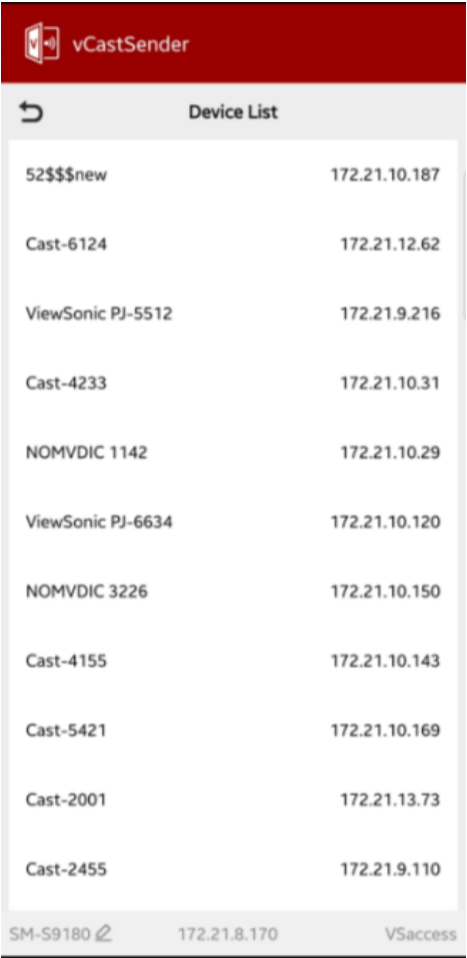 vCastSender
Device List
52$$$new 172.21.10.187
Cast-6124 172.21.12.62
ViewSonic PJ-5512 172.21.9.216
Cast-4233 172.21.10.31
NOMVDIC 1142 172.21.10.29
ViewSonic PJ-6634 172.21.10.120
NOMVDIC 3226 172.21.10.150
Cast-4155 172.21.10.143
Cast-5421 172.21.10.169
Cast-2001 172.21.13.73
Cast-2455 172.21.9.110
SM-S9180 172.21.8.170 VSaccess